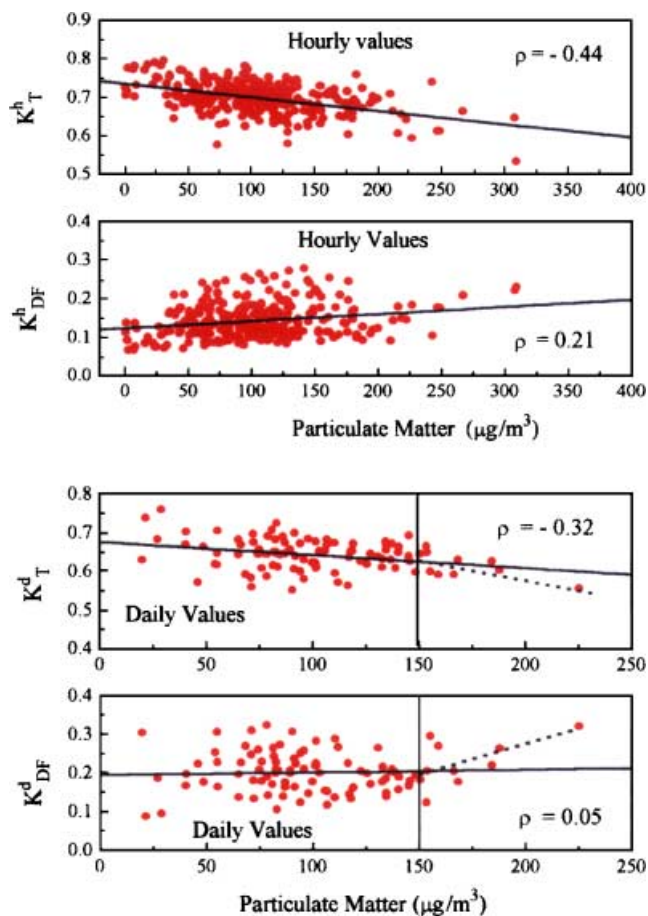 0.9
0.8
0.7
0.6
0.5
K^h_T
Hourly values
ρ = - 0.44
0 50 100 150 200 250 300 350 400
0.4
0.3
0.2
0.1
0.0
K^h_DF
Hourly Values
ρ = 0.21
0 50 100 150 200 250 300 350 400
Particulate Matter (μg/m³)
0.8
0.7
0.6
0.5
0.4
K^d_T
ρ = - 0.32
Daily Values
0 50 100 150 200 250
0.4
0.3
0.2
0.1
0.0
K^d_DF
Daily Values
ρ = 0.05
0 50 100 150 200 250
Particulate Matter (μg/m³)